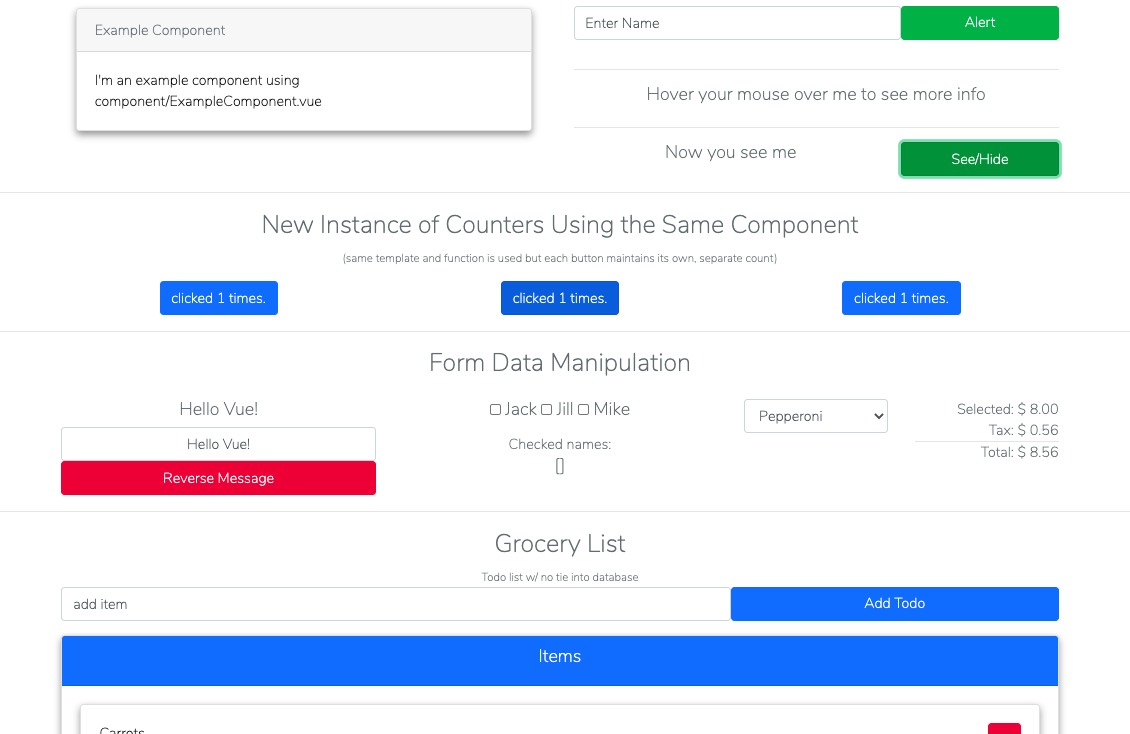 Example Component
I'm an example component using
component/ExampleComponent.vue
Enter Name
Alert
Hover your mouse over me to see more info
Now you see me
See/Hide
New Instance of Counters Using the Same Component
(same template and function is used but each button maintains its own, separate count)
clicked 1 times.
clicked 1 times.
clicked 1 times.
Form Data Manipulation
Hello Vue!
Hello Vue!
Reverse Message
Jack Jill Mike
Checked names:
[]
Pepperoni
Selected: $ 8.00
Tax: $ 0.56
Total: $ 8.56
Grocery List
Todo list w/ no tie into database
add item
Add Todo
Items
Carrots